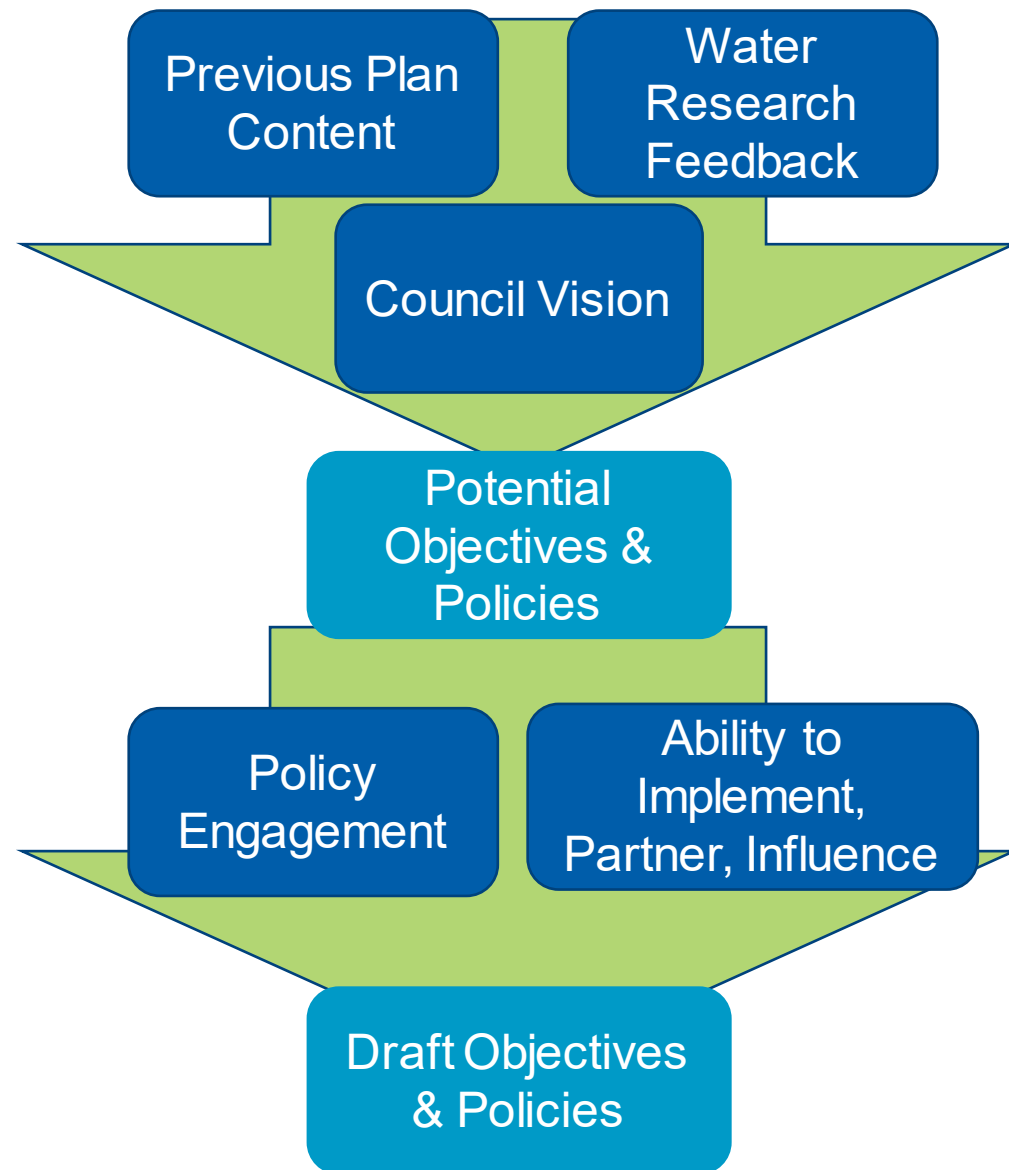 Previous Plan
Content
Water
Research
Feedback
Council Vision
Potential
Objectives &
Policies
Policy
Engagement
Ability to
Implement,
Partner, Influence
Draft Objectives
& Policies